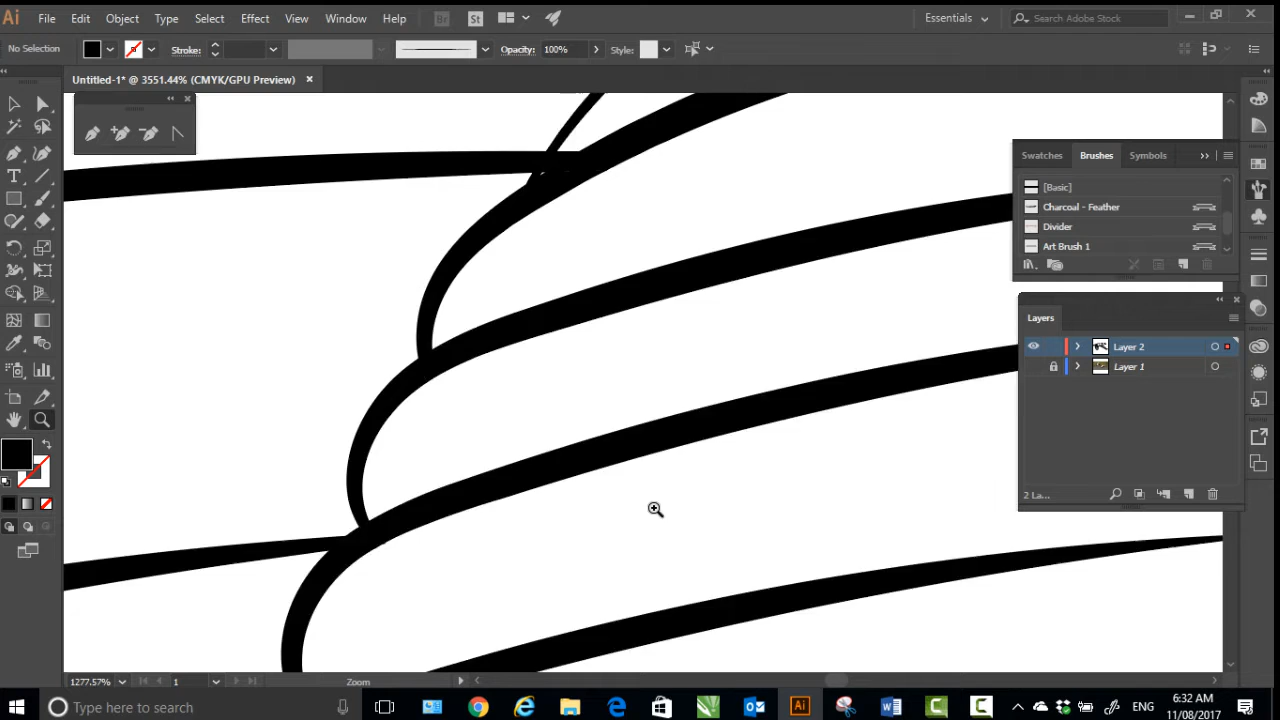 Ai File Edit Object Type Select Effect View Window Help Br St Essentials Search Adobe Stock
No Selection Stroke: Opacity: 100% Style:
Untitled-1* @ 3551.44% (CMYK/GPU Preview)
Swatches Brushes Symbols
[Basic]
Charcoal - Feather
Divider
Art Brush 1
Layers
Layer 2
Layer 1
2 La...
1277.57% 1 Zoom
Type here to search
Ai
ENG
6:32 AM
11/08/2017